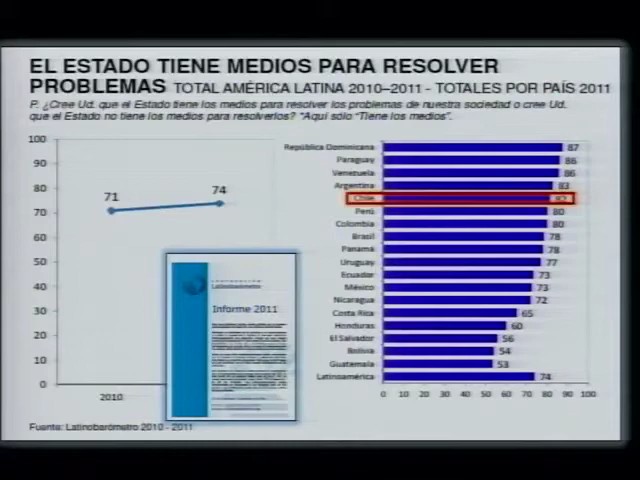 EL ESTADO TIENE MEDIOS PARA RESOLVER
PROBLEMAS TOTAL AMÉRICA LATINA 2010–2011 - TOTALES POR PAÍS 2011
P. ¿Cree Ud. que el Estado tiene los medios para resolver los problemas de nuestra sociedad o cree Ud.
que el Estado no tiene los medios para resolverlos? "Aquí sólo "Tiene los medios".
100
90
80
70
60
50
40
30
20
10
0
71
74
2010
Latinobarómetro
Informe 2011
República Dominicana 87
Paraguay 86
Venezuela 86
Argentina 83
Chile
Perú 80
Colombia 80
Brasil 78
Panamá 78
Uruguay 77
Ecuador 73
México 73
Nicaragua 72
Costa Rica 65
Honduras 60
El Salvador 56
Bolivia 54
Guatemala 53
Latinoamérica 74
0 10 20 30 40 50 60 70 80 90 100
Fuente: Latinobarómetro 2010 - 2011